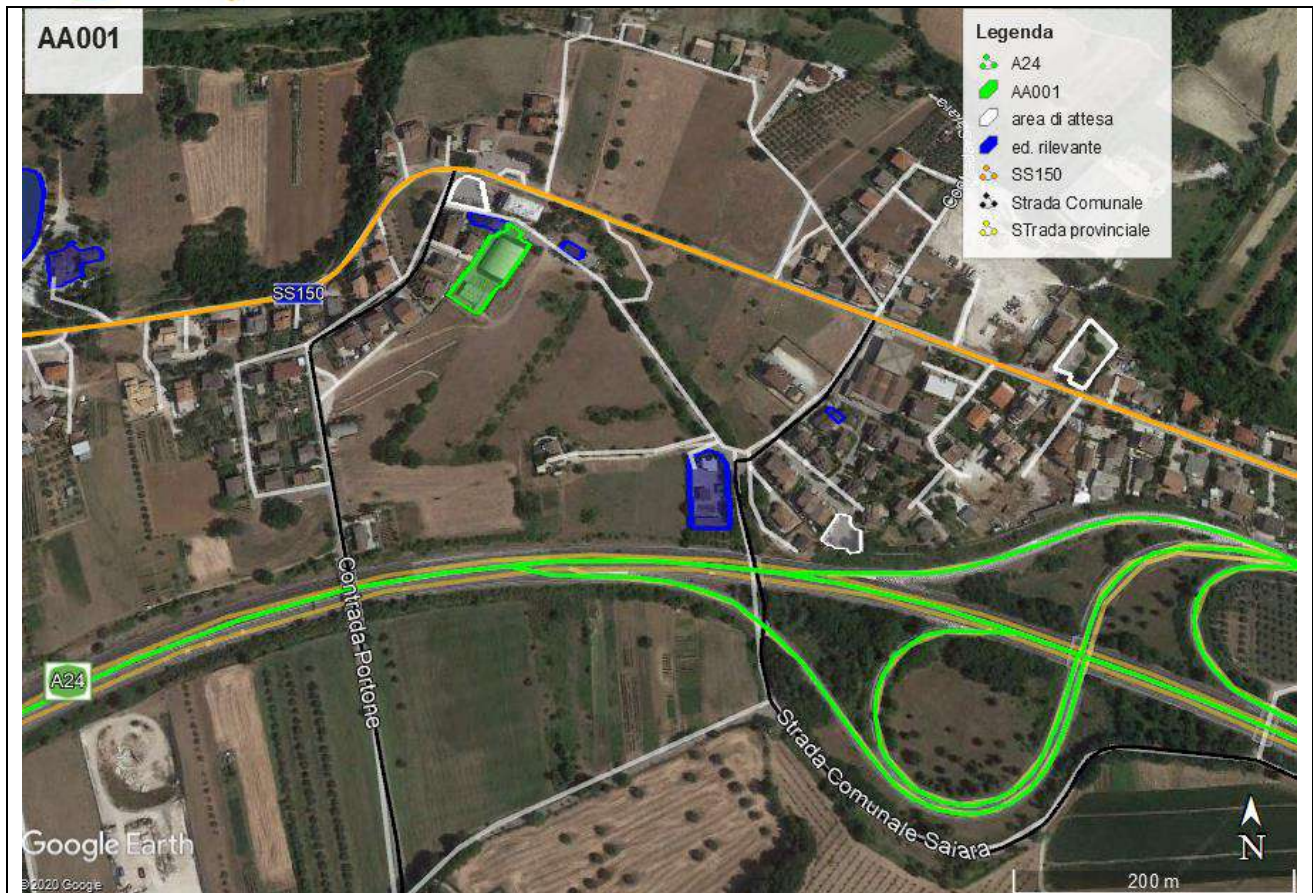 AA001
Legenda
A24
AA001
area di attesa
ed. rilevante
SS150
Strada Comunale
STrada provinciale
SS150
Contrada Portone
A24
Strada Comunale Saiara
Google Earth
© 2020 Google
N
200 m